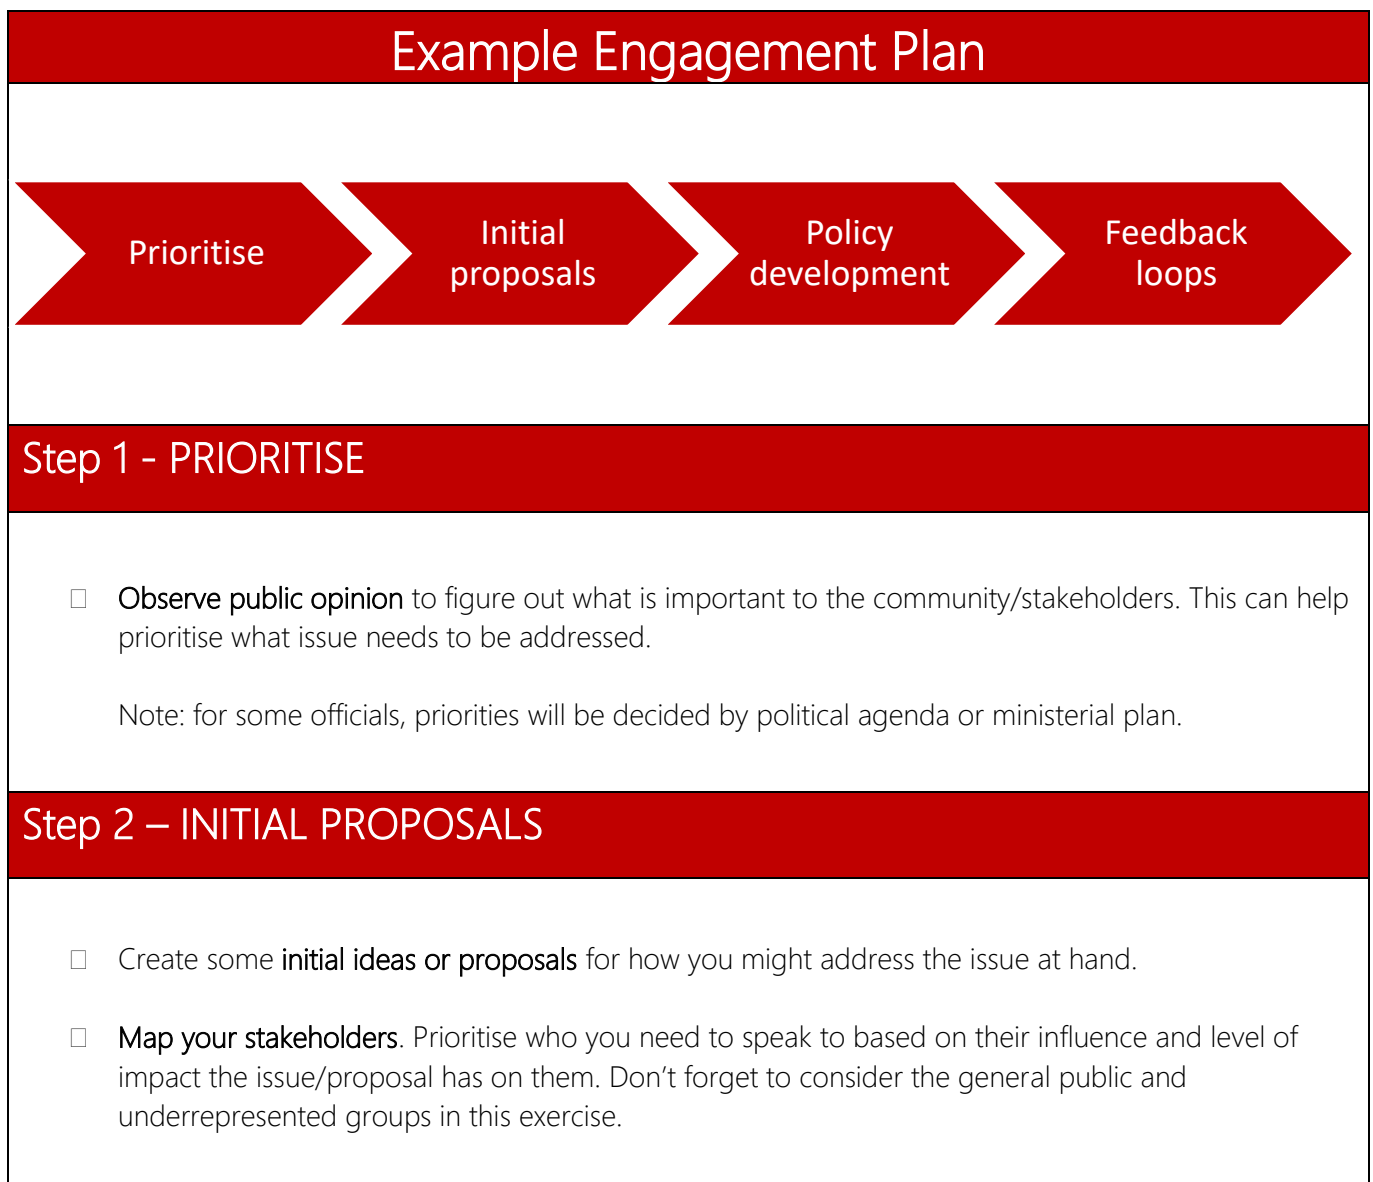 Example Engagement Plan
Prioritise
Initial
proposals
Policy
development
Feedback
loops
Step 1 - PRIORITISE
Observe public opinion to figure out what is important to the community/stakeholders. This can help
prioritise what issue needs to be addressed.
Note: for some officials, priorities will be decided by political agenda or ministerial plan.
Step 2 – INITIAL PROPOSALS
Create some initial ideas or proposals for how you might address the issue at hand.
Map your stakeholders. Prioritise who you need to speak to based on their influence and level of
impact the issue/proposal has on them. Don’t forget to consider the general public and
underrepresented groups in this exercise.